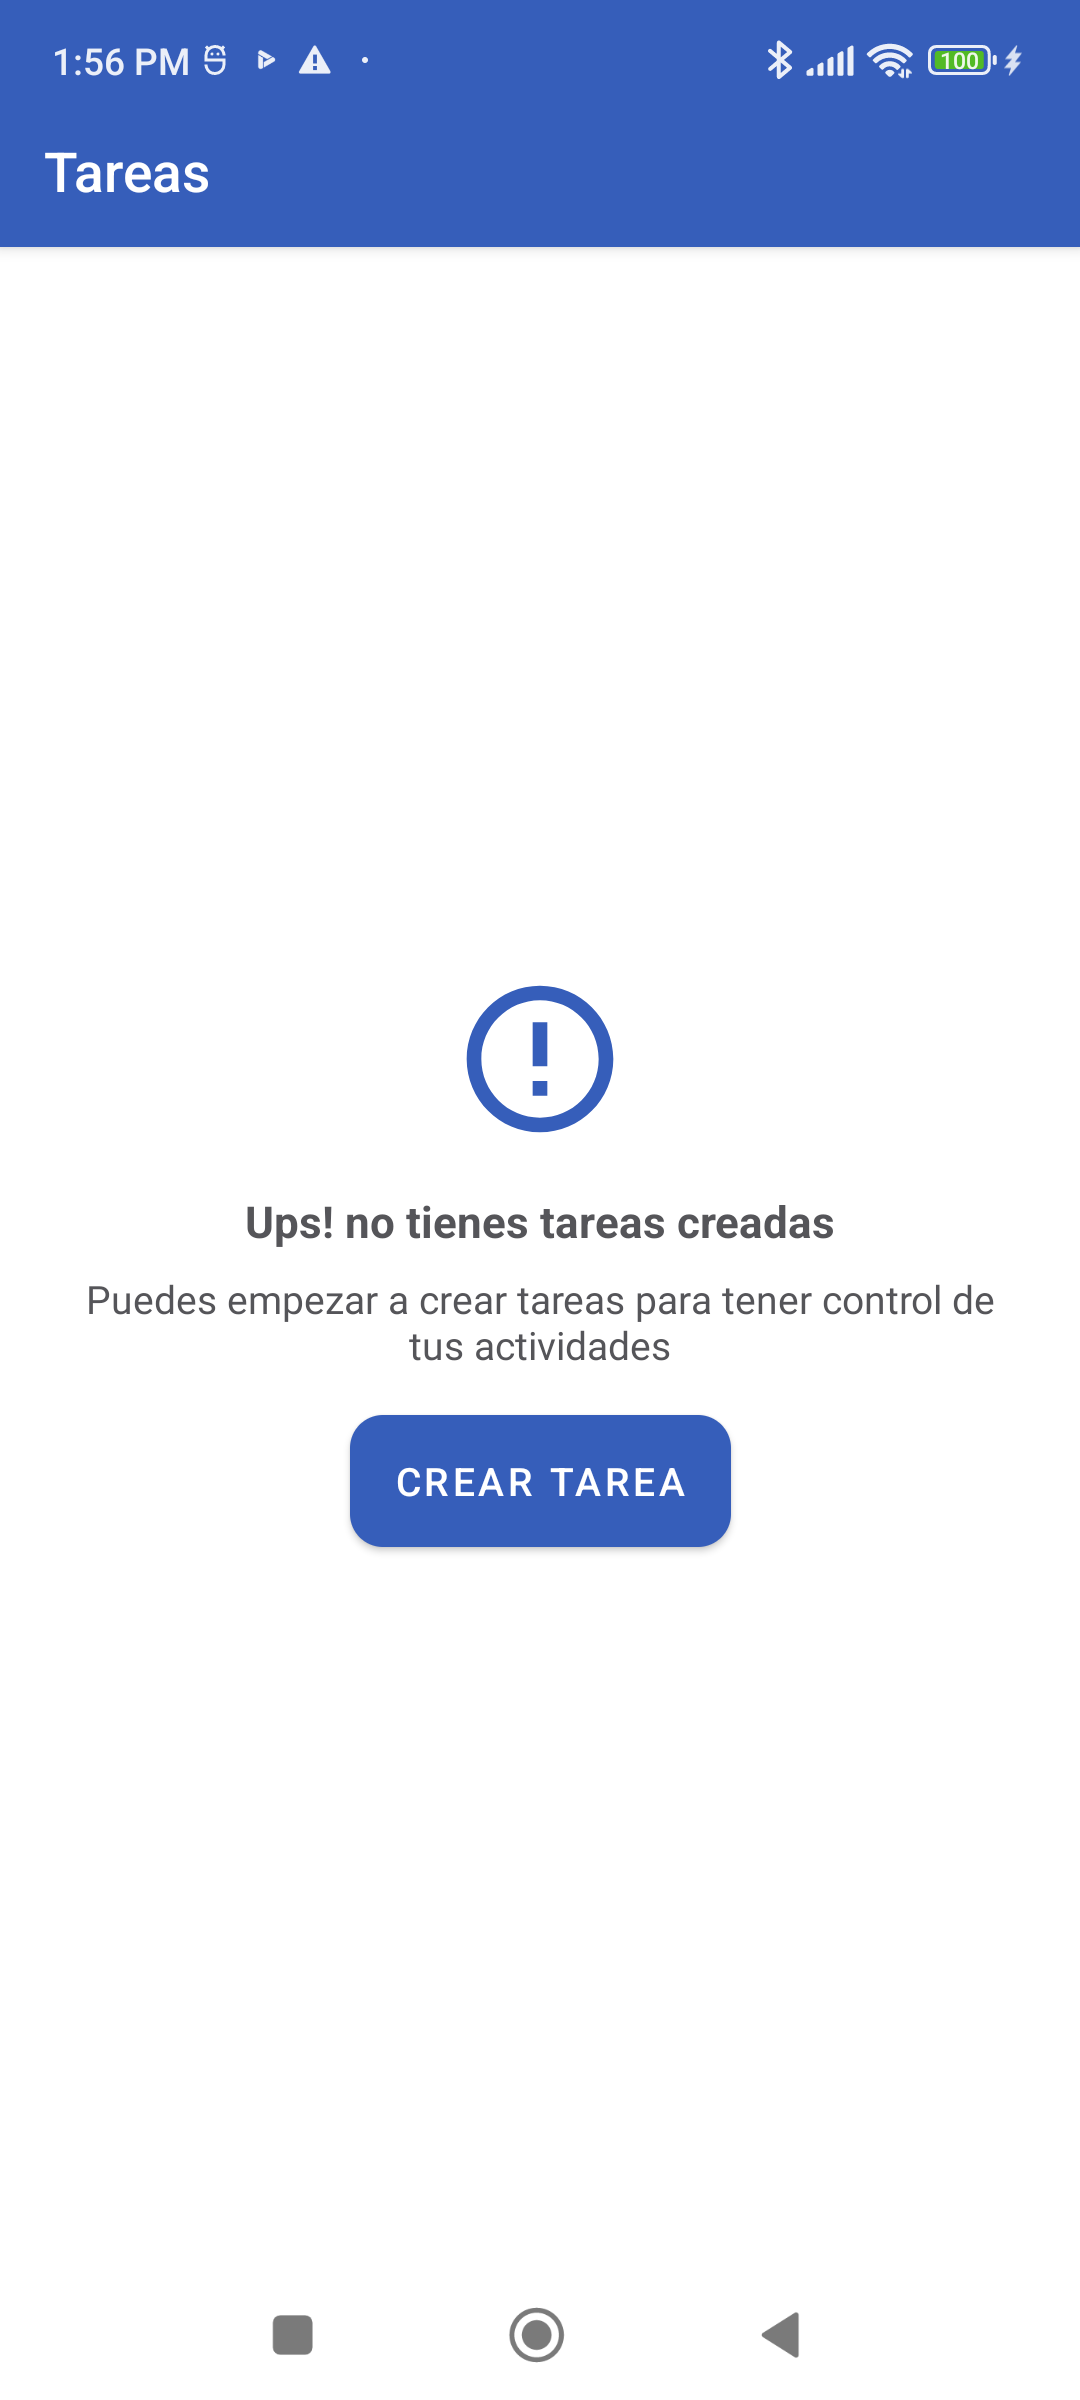 1:56 PM
100
Tareas
Ups! no tienes tareas creadas
Puedes empezar a crear tareas para tener control de
tus actividades
CREAR TAREA